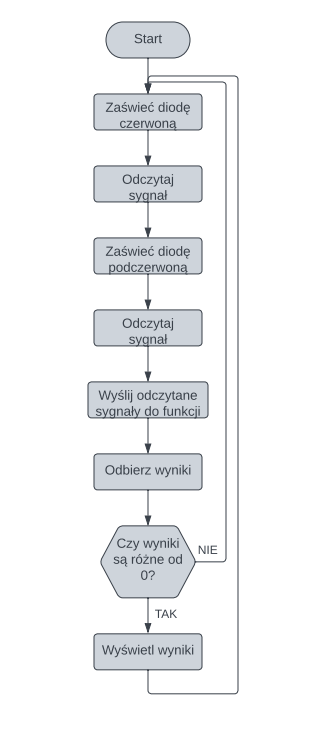 Start
Zaświeć diodę
czerwoną
Odczytaj
sygnał
Zaświeć diodę
podczerwoną
Odczytaj
sygnał
Wyślij odczytane
sygnały do funkcji
Odbierz wyniki
Czy wyniki
są różne od
0?
NIE
TAK
Wyświetl wyniki